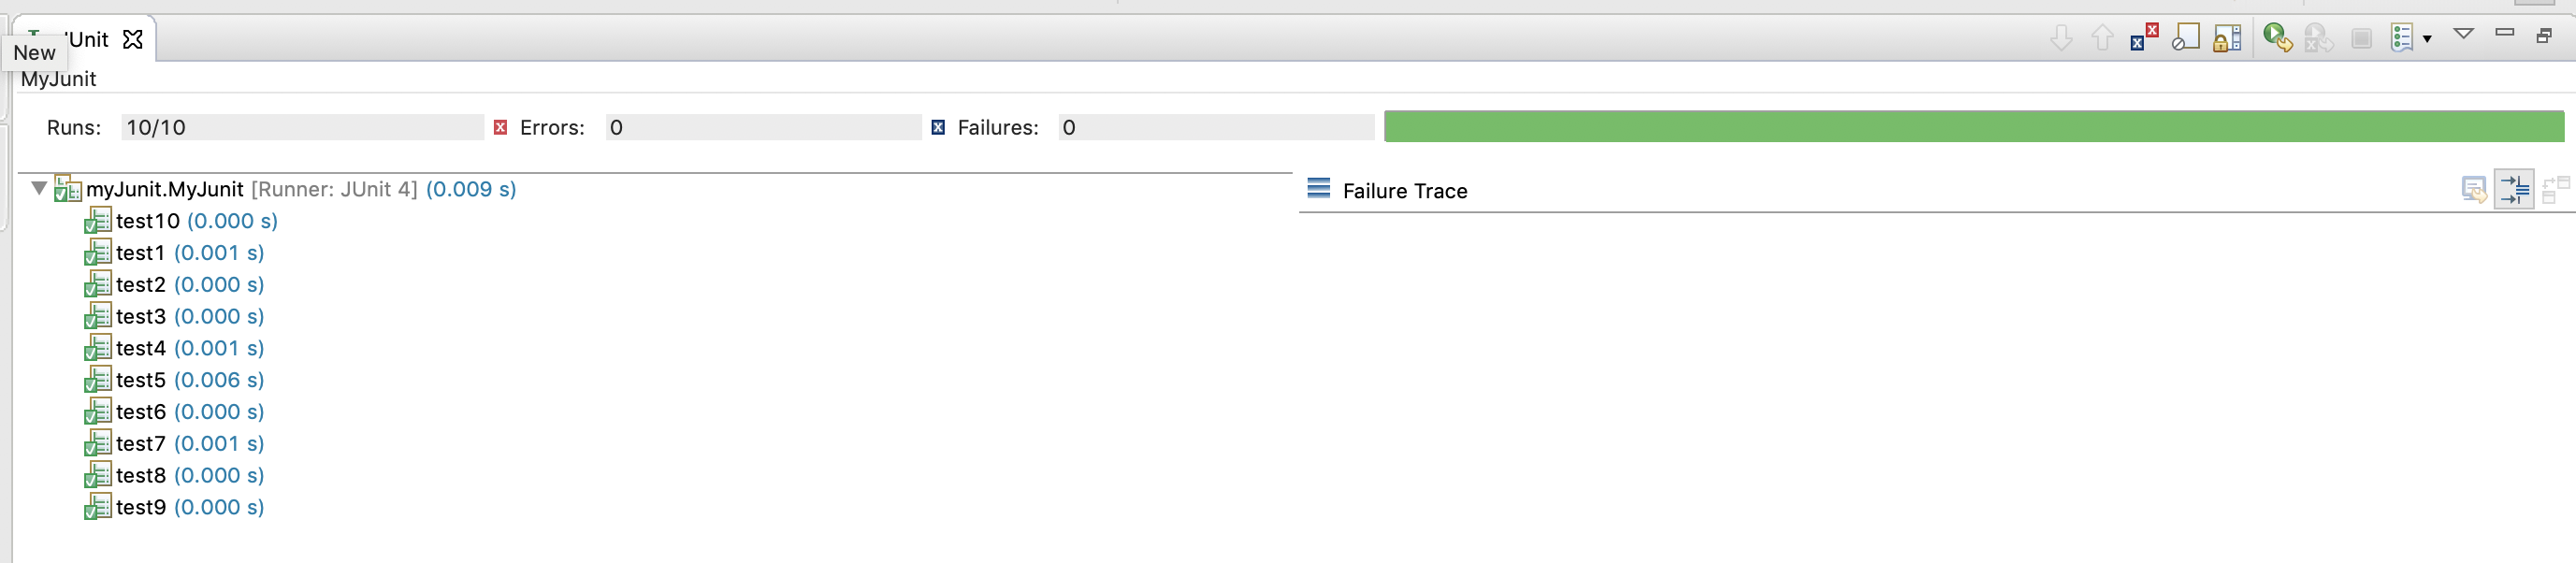 Unit
New
MyJunit
Runs: 10/10 Errors: 0 Failures: 0
myJunit.MyJunit [Runner: JUnit 4] (0.009 s)
Failure Trace
test10 (0.000 s)
test1 (0.001 s)
test2 (0.000 s)
test3 (0.000 s)
test4 (0.001 s)
test5 (0.006 s)
test6 (0.000 s)
test7 (0.001 s)
test8 (0.000 s)
test9 (0.000 s)